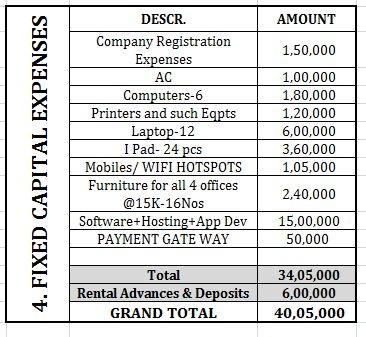 4. FIXED CAPITAL EXPENSES
DESCR. AMOUNT
Company Registration
Expenses 1,50,000
AC 1,00,000
Computers-6 1,80,000
Printers and such Eqpts 1,20,000
Laptop-12 6,00,000
I Pad- 24 pcs 3,60,000
Mobiles/ WIFI HOTSPOTS 1,05,000
Furniture for all 4 offices
@15K-16Nos 2,40,000
Software+Hosting+App Dev 15,00,000
PAYMENT GATE WAY 50,000
Total 34,05,000
Rental Advances & Deposits 6,00,000
GRAND TOTAL 40,05,000